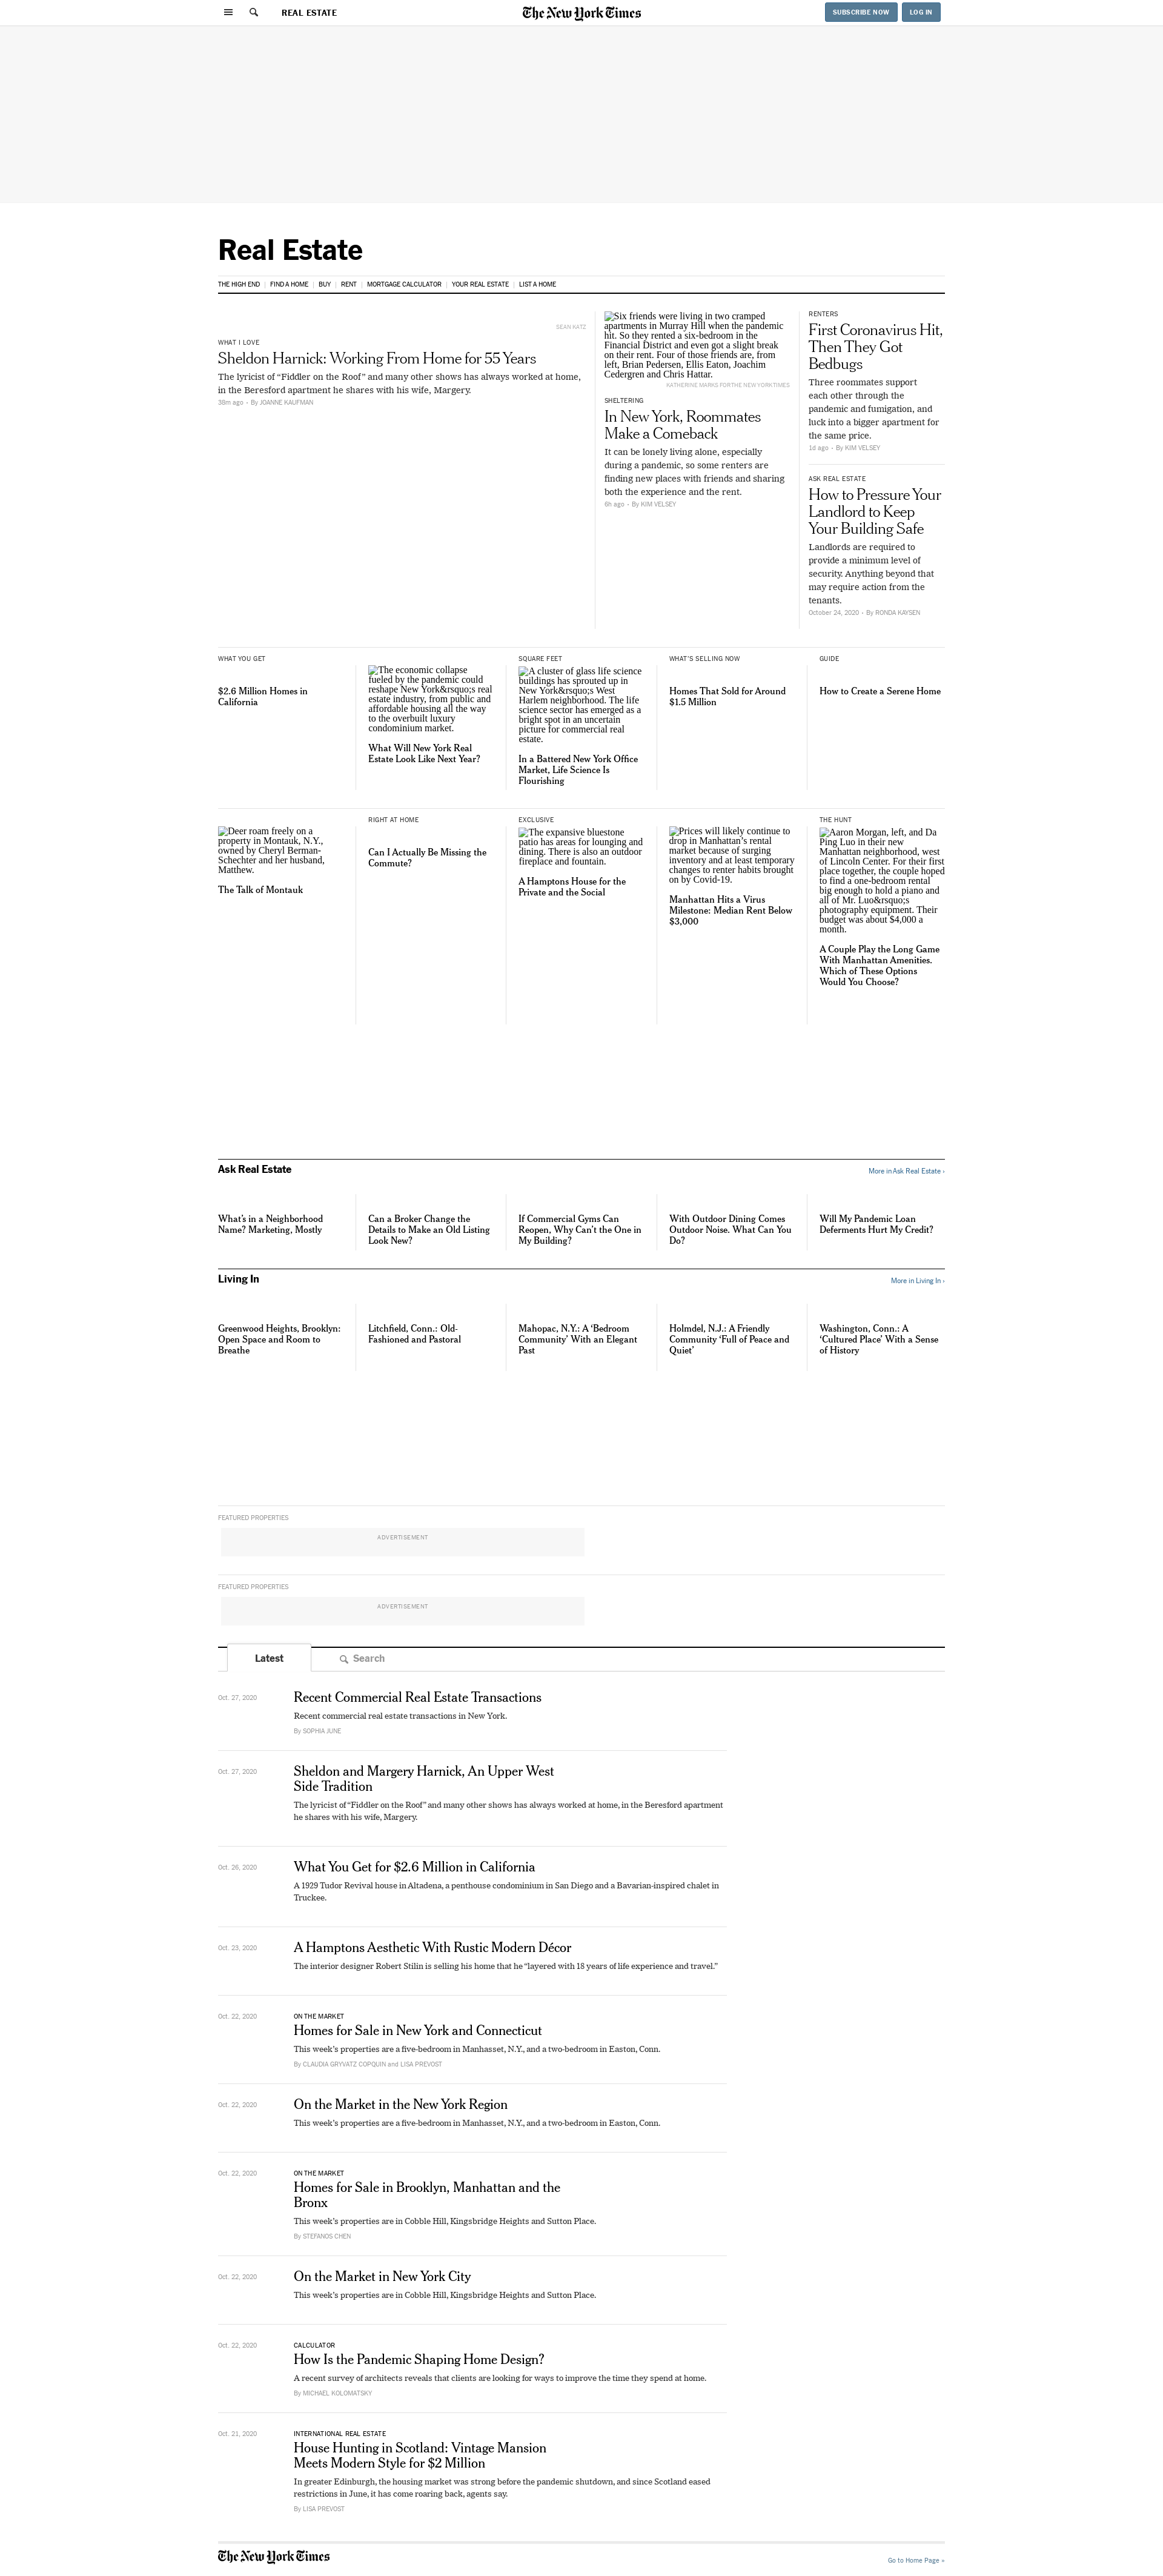 REAL ESTATE
The New York Times
SUBSCRIBE NOW
LOG IN
Real Estate
THE HIGH END
FIND A HOME
BUY
RENT
MORTGAGE CALCULATOR
YOUR REAL ESTATE
LIST A HOME
SEAN KATZ
WHAT I LOVE
Sheldon Harnick: Working From Home for 55 Years
The lyricist of “Fiddler on the Roof” and many other shows has always worked at home,
in the Beresford apartment he shares with his wife, Margery.
38m ago • By JOANNE KAUFMAN
Six friends were living in two cramped
apartments in Murray Hill when the pandemic
hit. So they rented a six-bedroom in the
Financial District and even got a slight break
on their rent. Four of those friends are, from
left, Brian Pedersen, Ellis Eaton, Joachim
Cedergren and Chris Hattar.
KATHERINE MARKS FOR THE NEW YORK TIMES
SHELTERING
In New York, Roommates
Make a Comeback
It can be lonely living alone, especially
during a pandemic, so some renters are
finding new places with friends and sharing
both the experience and the rent.
6h ago • By KIM VELSEY
RENTERS
First Coronavirus Hit,
Then They Got
Bedbugs
Three roommates support
each other through the
pandemic and fumigation, and
luck into a bigger apartment for
the same price.
1d ago • By KIM VELSEY
ASK REAL ESTATE
How to Pressure Your
Landlord to Keep
Your Building Safe
Landlords are required to
provide a minimum level of
security. Anything beyond that
may require action from the
tenants.
October 24, 2020 • By RONDA KAYSEN
WHAT YOU GET
$2.6 Million Homes in
California
The economic collapse
fueled by the pandemic could
reshape New York&rsquo;s real
estate industry, from public and
affordable housing all the way
to the overbuilt luxury
condominium market.
What Will New York Real
Estate Look Like Next Year?
SQUARE FEET
A cluster of glass life science
buildings has sprouted up in
New York&rsquo;s West
Harlem neighborhood. The life
science sector has emerged as a
bright spot in an uncertain
picture for commercial real
estate.
In a Battered New York Office
Market, Life Science Is
Flourishing
WHAT’S SELLING NOW
Homes That Sold for Around
$1.5 Million
GUIDE
How to Create a Serene Home
Deer roam freely on a
property in Montauk, N.Y.,
owned by Cheryl Berman-
Schechter and her husband,
Matthew.
The Talk of Montauk
RIGHT AT HOME
Can I Actually Be Missing the
Commute?
EXCLUSIVE
The expansive bluestone
patio has areas for lounging and
dining. There is also an outdoor
fireplace and fountain.
A Hamptons House for the
Private and the Social
Prices will likely continue to
drop in Manhattan’s rental
market because of surging
inventory and at least temporary
changes to renter habits brought
on by Covid-19.
Manhattan Hits a Virus
Milestone: Median Rent Below
$3,000
THE HUNT
Aaron Morgan, left, and Da
Ping Luo in their new
Manhattan neighborhood, west
of Lincoln Center. For their first
place together, the couple hoped
to find a one-bedroom rental
big enough to hold a piano and
all of Mr. Luo&rsquo;s
photography equipment. Their
budget was about $4,000 a
month.
A Couple Play the Long Game
With Manhattan Amenities.
Which of These Options
Would You Choose?
Ask Real Estate
More in Ask Real Estate ›
What’s in a Neighborhood
Name? Marketing, Mostly
Can a Broker Change the
Details to Make an Old Listing
Look New?
If Commercial Gyms Can
Reopen, Why Can’t the One in
My Building?
With Outdoor Dining Comes
Outdoor Noise. What Can You
Do?
Will My Pandemic Loan
Deferments Hurt My Credit?
Living In
More in Living In ›
Greenwood Heights, Brooklyn:
Open Space and Room to
Breathe
Litchfield, Conn.: Old-
Fashioned and Pastoral
Mahopac, N.Y.: A ‘Bedroom
Community’ With an Elegant
Past
Holmdel, N.J.: A Friendly
Community ‘Full of Peace and
Quiet’
Washington, Conn.: A
‘Cultured Place’ With a Sense
of History
FEATURED PROPERTIES
ADVERTISEMENT
FEATURED PROPERTIES
ADVERTISEMENT
Latest
Search
Oct. 27, 2020
Recent Commercial Real Estate Transactions
Recent commercial real estate transactions in New York.
By SOPHIA JUNE
Oct. 27, 2020
Sheldon and Margery Harnick, An Upper West
Side Tradition
The lyricist of “Fiddler on the Roof” and many other shows has always worked at home, in the Beresford apartment
he shares with his wife, Margery.
Oct. 26, 2020
What You Get for $2.6 Million in California
A 1929 Tudor Revival house in Altadena, a penthouse condominium in San Diego and a Bavarian-inspired chalet in
Truckee.
Oct. 23, 2020
A Hamptons Aesthetic With Rustic Modern Décor
The interior designer Robert Stilin is selling his home that he “layered with 18 years of life experience and travel.”
Oct. 22, 2020
ON THE MARKET
Homes for Sale in New York and Connecticut
This week’s properties are a five-bedroom in Manhasset, N.Y., and a two-bedroom in Easton, Conn.
By CLAUDIA GRYVATZ COPQUIN and LISA PREVOST
Oct. 22, 2020
On the Market in the New York Region
This week’s properties are a five-bedroom in Manhasset, N.Y., and a two-bedroom in Easton, Conn.
Oct. 22, 2020
ON THE MARKET
Homes for Sale in Brooklyn, Manhattan and the
Bronx
This week’s properties are in Cobble Hill, Kingsbridge Heights and Sutton Place.
By STEFANOS CHEN
Oct. 22, 2020
On the Market in New York City
This week’s properties are in Cobble Hill, Kingsbridge Heights and Sutton Place.
Oct. 22, 2020
CALCULATOR
How Is the Pandemic Shaping Home Design?
A recent survey of architects reveals that clients are looking for ways to improve the time they spend at home.
By MICHAEL KOLOMATSKY
Oct. 21, 2020
INTERNATIONAL REAL ESTATE
House Hunting in Scotland: Vintage Mansion
Meets Modern Style for $2 Million
In greater Edinburgh, the housing market was strong before the pandemic shutdown, and since Scotland eased
restrictions in June, it has come roaring back, agents say.
By LISA PREVOST
The New York Times
Go to Home Page »